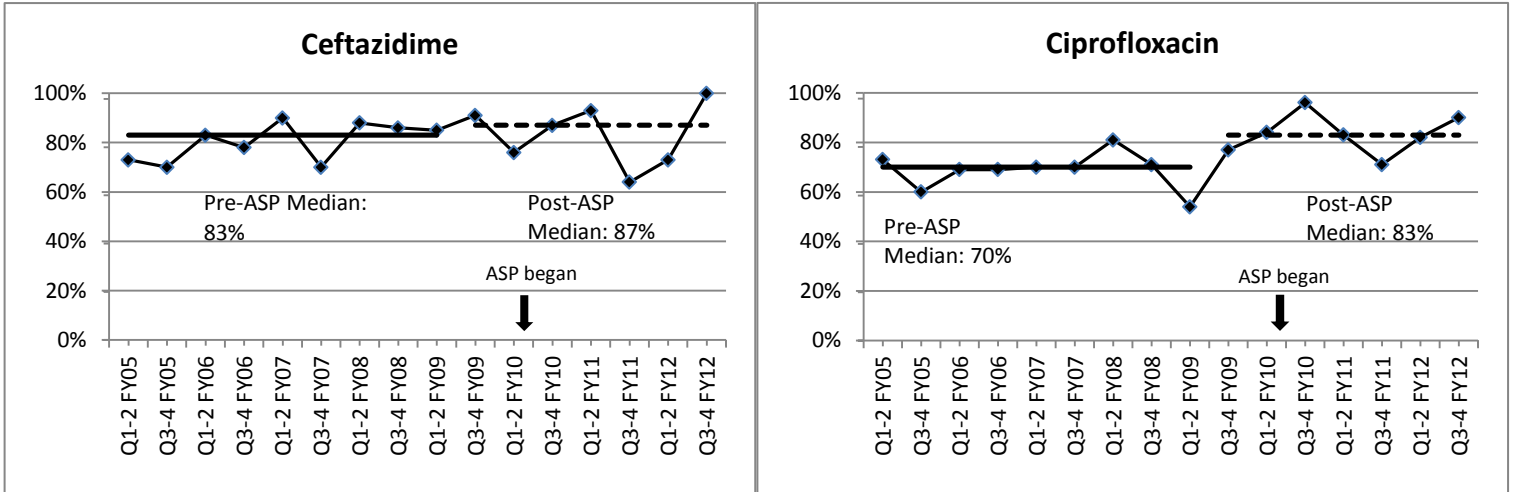 Ceftazidime
100%
80%
60%
40%
20%
0%
Pre-ASP Median:
83%
Post-ASP
Median: 87%
ASP began
Q1-2 FY05
Q3-4 FY05
Q1-2 FY06
Q3-4 FY06
Q1-2 FY07
Q3-4 FY07
Q1-2 FY08
Q3-4 FY08
Q1-2 FY09
Q3-4 FY09
Q1-2 FY10
Q3-4 FY10
Q1-2 FY11
Q3-4 FY11
Q1-2 FY12
Q3-4 FY12
Ciprofloxacin
100%
80%
60%
40%
20%
0%
Pre-ASP
Median: 70%
Post-ASP
Median: 83%
ASP began
Q1-2 FY05
Q3-4 FY05
Q1-2 FY06
Q3-4 FY06
Q1-2 FY07
Q3-4 FY07
Q1-2 FY08
Q3-4 FY08
Q1-2 FY09
Q3-4 FY09
Q1-2 FY10
Q3-4 FY10
Q1-2 FY11
Q3-4 FY11
Q1-2 FY12
Q3-4 FY12